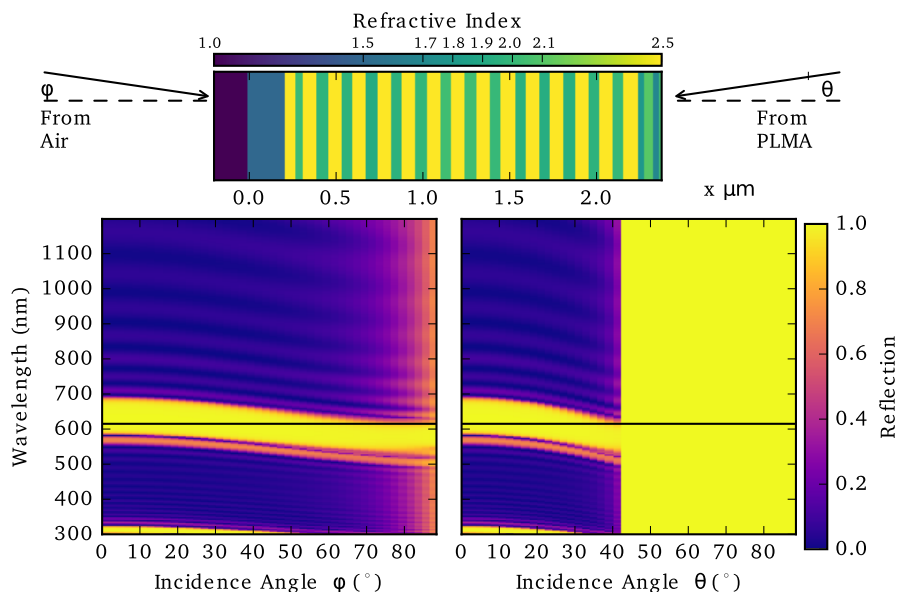 Refractive Index
1.0 1.5 1.7 1.8 1.9 2.0 2.1 2.5
φ θ
From From
Air PLMA
0.0 0.5 1.0 1.5 2.0 x μm
1100
1000
900
800
700
600
500
400
300
Wavelength (nm)
0 10 20 30 40 50 60 70 80
Incidence Angle φ (°)
0 10 20 30 40 50 60 70 80
Incidence Angle θ (°)
1.0
0.8
0.6
0.4
0.2
0.0
Reflection